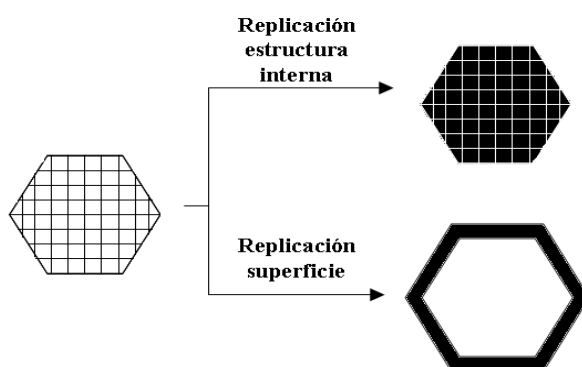 Replicación
estructura
interna
Replicación
superficie